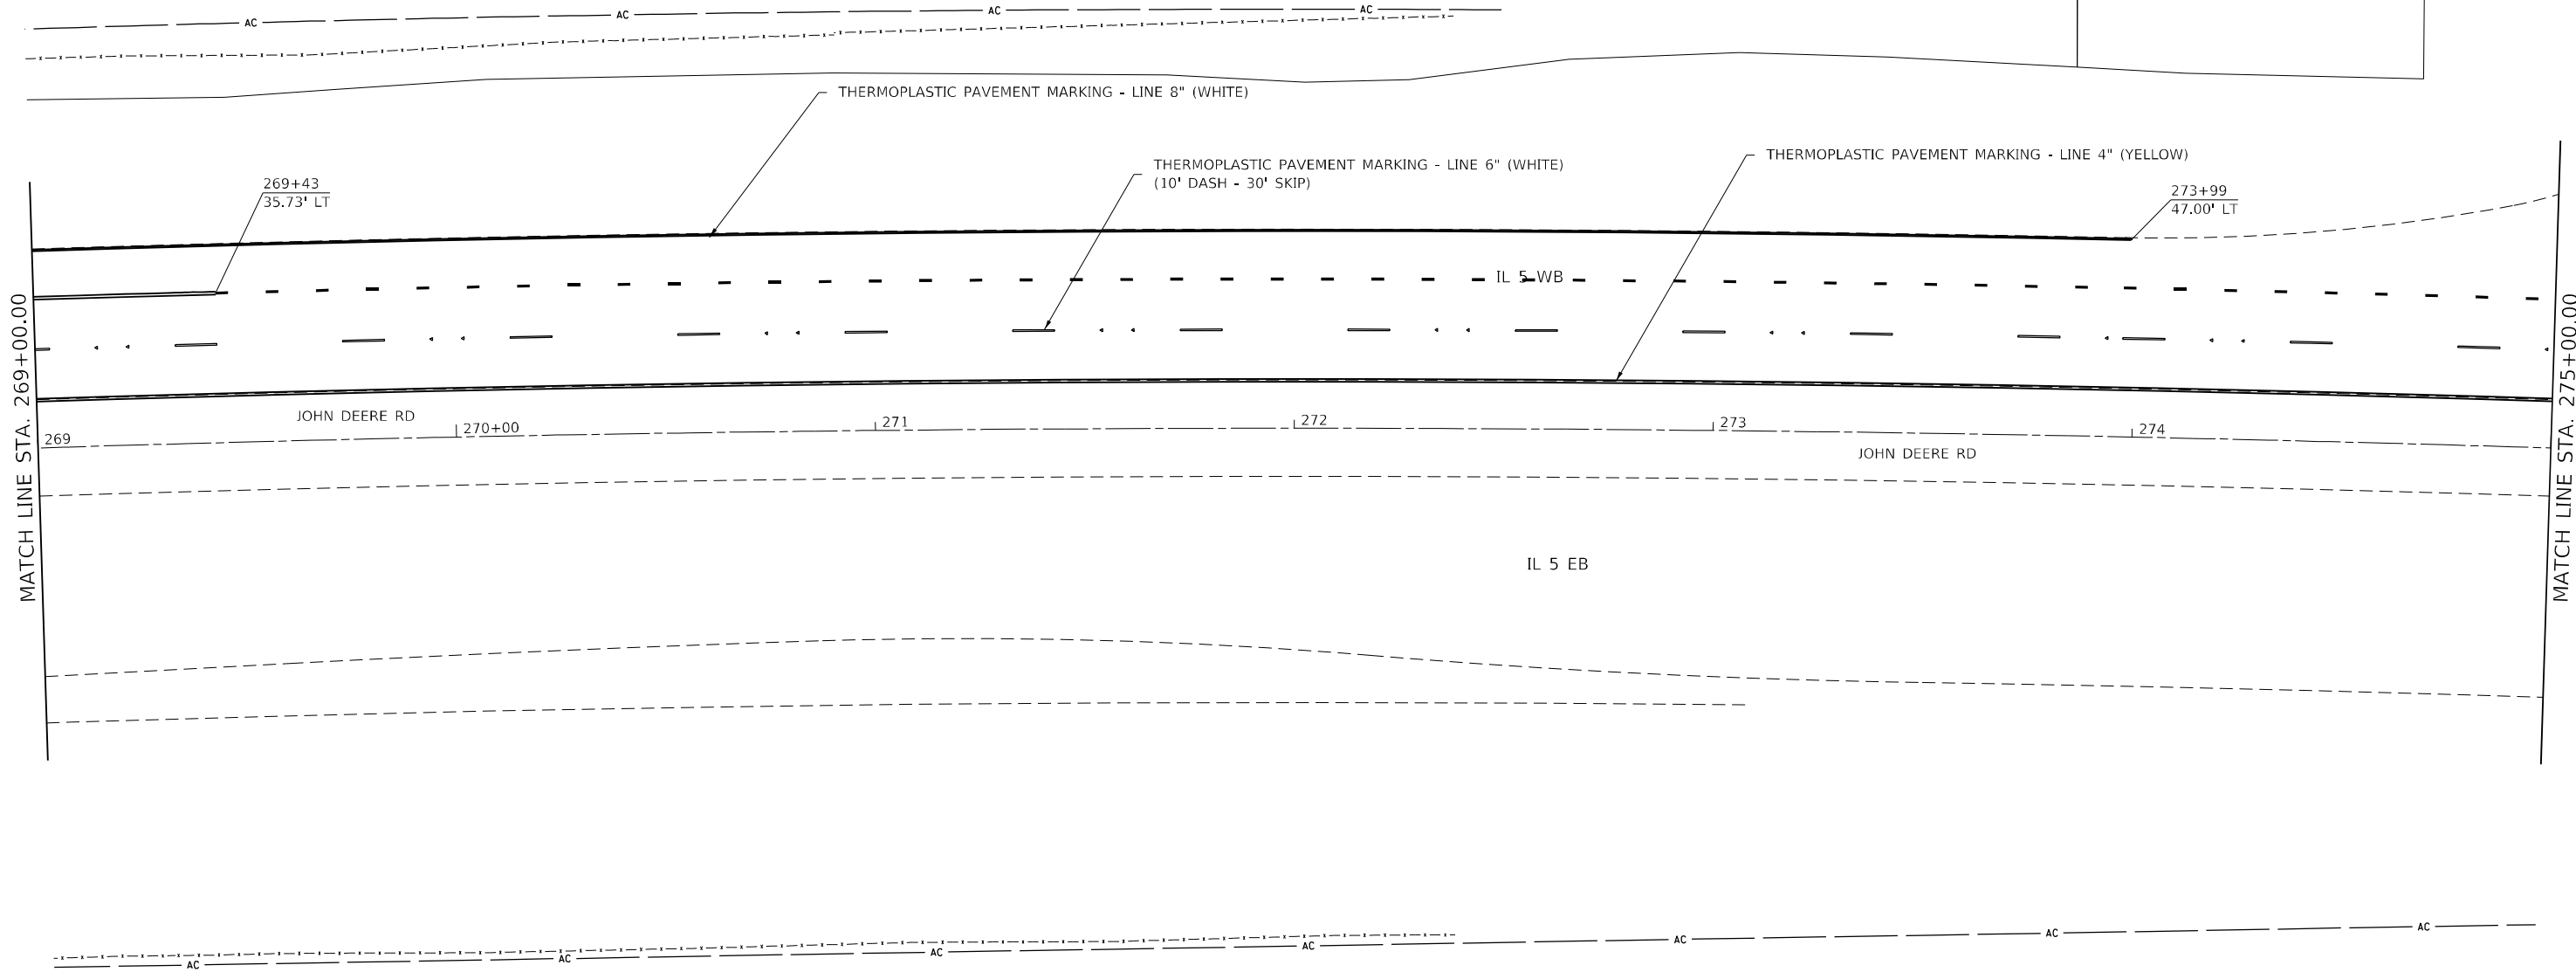 AC AC AC AC
THERMOPLASTIC PAVEMENT MARKING - LINE 8" (WHITE)
THERMOPLASTIC PAVEMENT MARKING - LINE 6" (WHITE)
(10' DASH - 30' SKIP)
THERMOPLASTIC PAVEMENT MARKING - LINE 4" (YELLOW)
269+43
35.73' LT
273+99
47.00' LT
IL 5 WB
MATCH LINE STA. 269+00.00
MATCH LINE STA. 275+00.00
JOHN DEERE RD
269 270+00 271 272 273 274
JOHN DEERE RD
IL 5 EB
AC AC AC AC AC AC AC